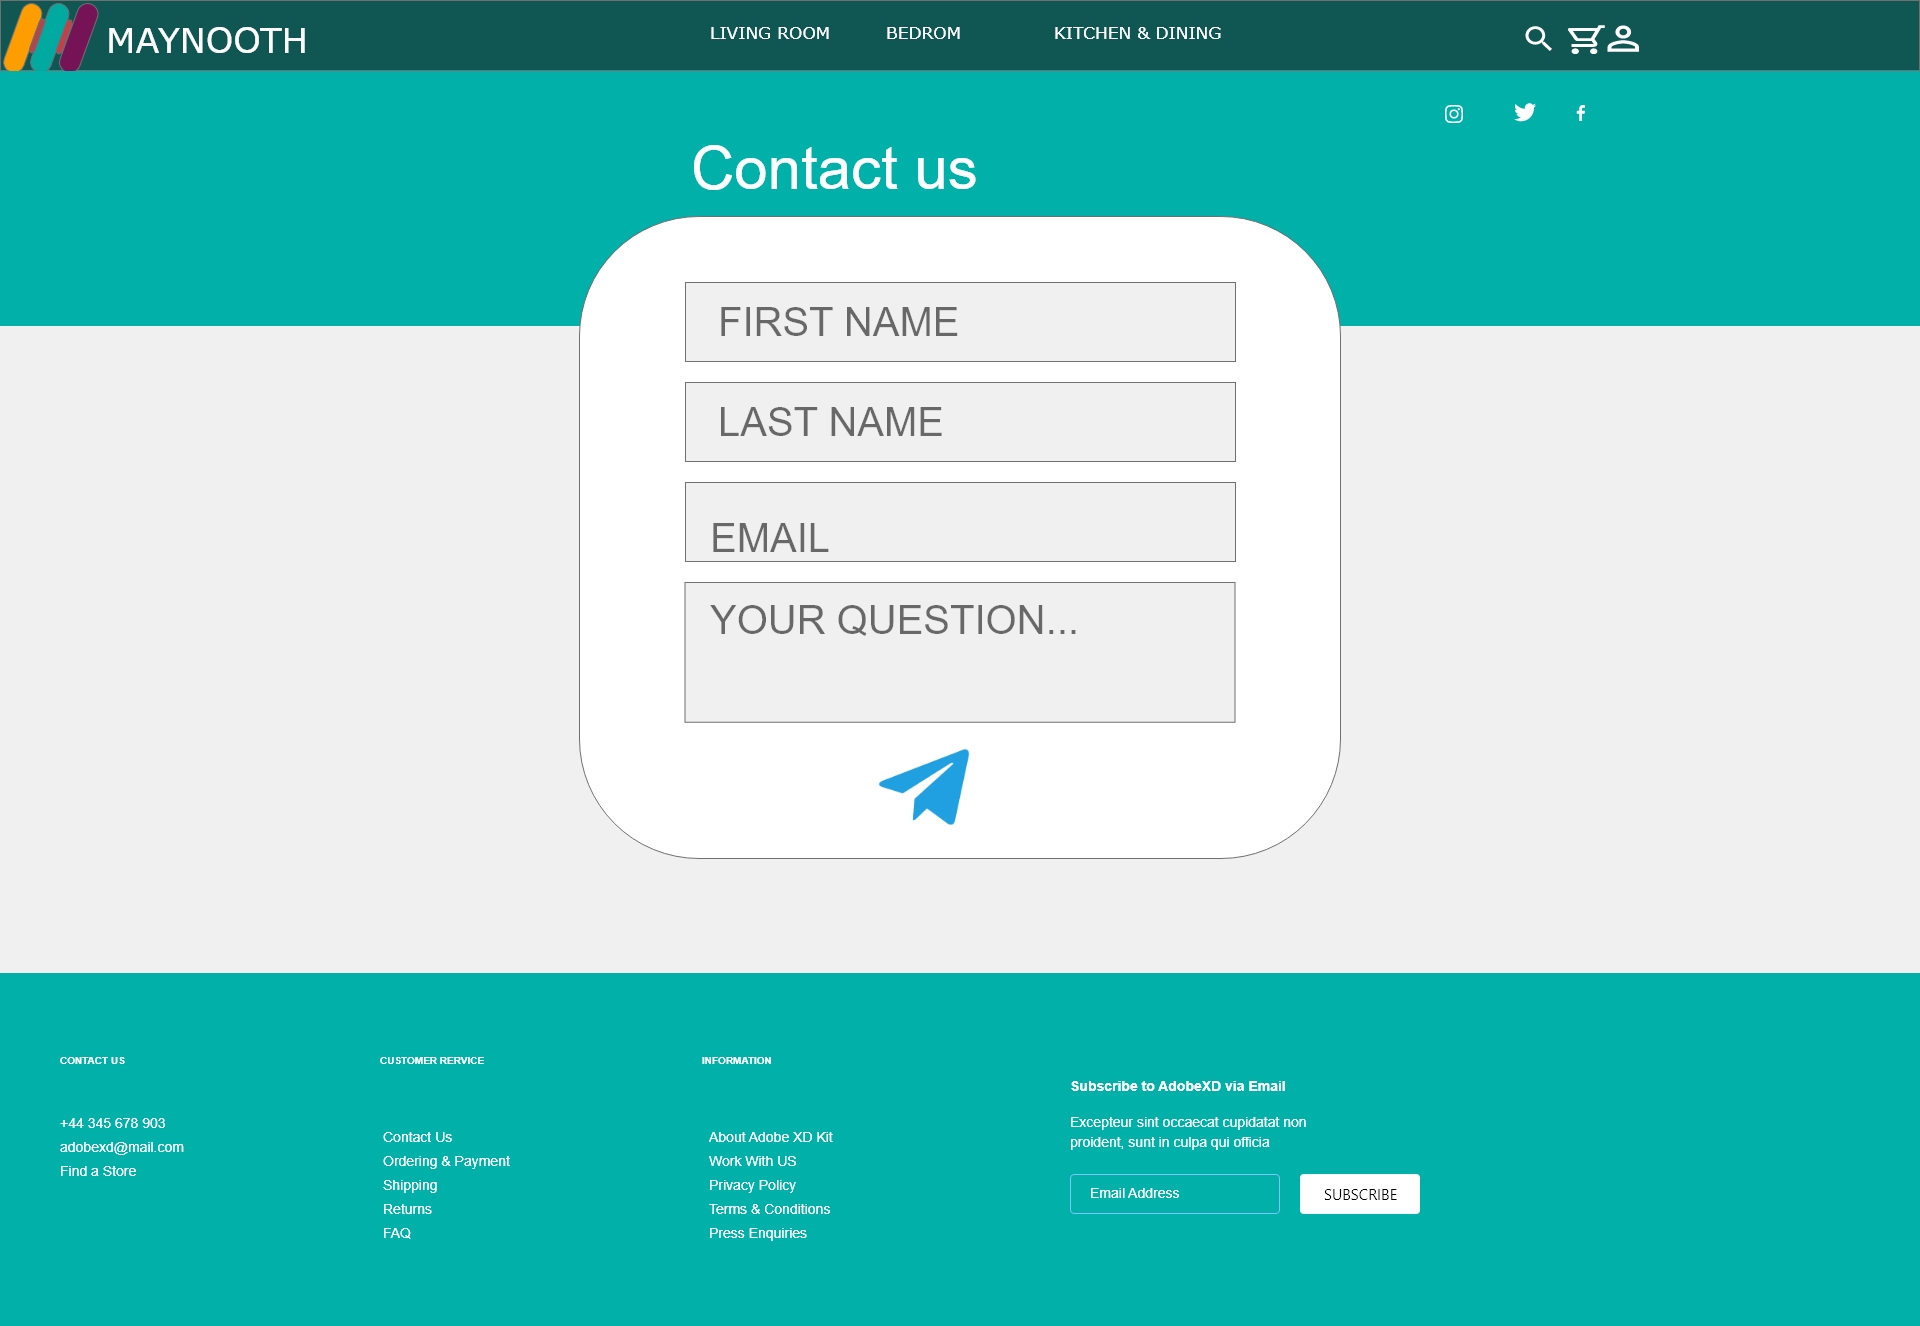 MAYNOOTH
LIVING ROOM
BEDROM
KITCHEN & DINING
Contact us
FIRST NAME
LAST NAME
EMAIL
YOUR QUESTION...
CONTACT US
+44 345 678 903
adobexd@mail.com
Find a Store
CUSTOMER RERVICE
Contact Us
Ordering & Payment
Shipping
Returns
FAQ
INFORMATION
About Adobe XD Kit
Work With US
Privacy Policy
Terms & Conditions
Press Enquiries
Subscribe to AdobeXD via Email
Excepteur sint occaecat cupidatat non
proident, sunt in culpa qui officia
Email Address
SUBSCRIBE